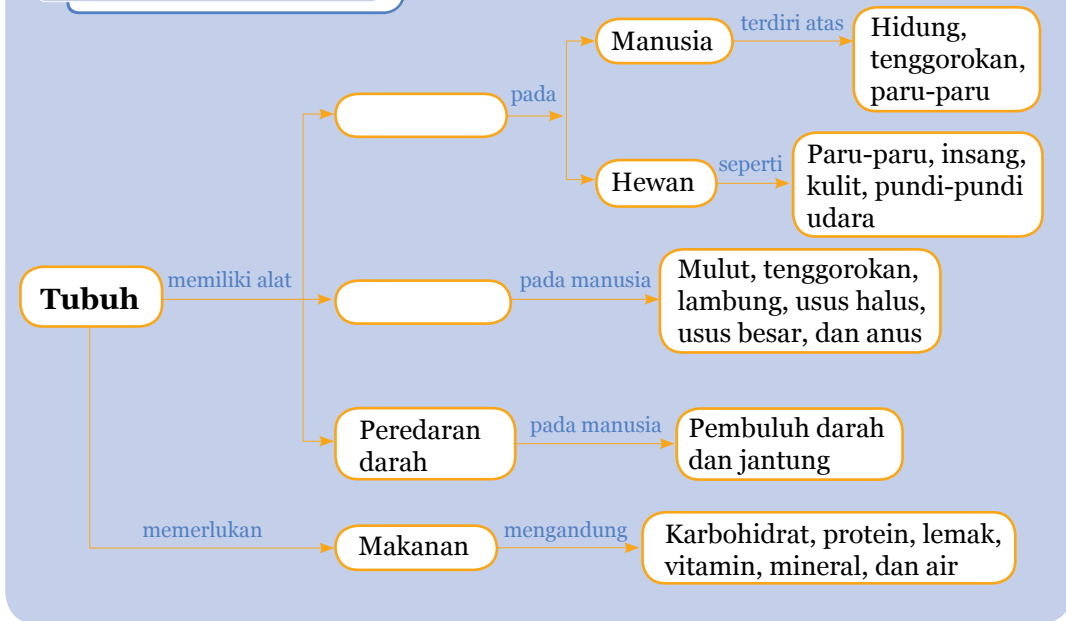 Tubuh
memiliki alat
pada
Manusia
terdiri atas
Hidung,
tenggorokan,
paru-paru
Hewan
seperti
Paru-paru, insang,
kulit, pundi-pundi
udara
pada manusia
Mulut, tenggorokan,
lambung, usus halus,
usus besar, dan anus
Peredaran
darah
pada manusia
Pembuluh darah
dan jantung
memerlukan
Makanan
mengandung
Karbohidrat, protein, lemak,
vitamin, mineral, dan air